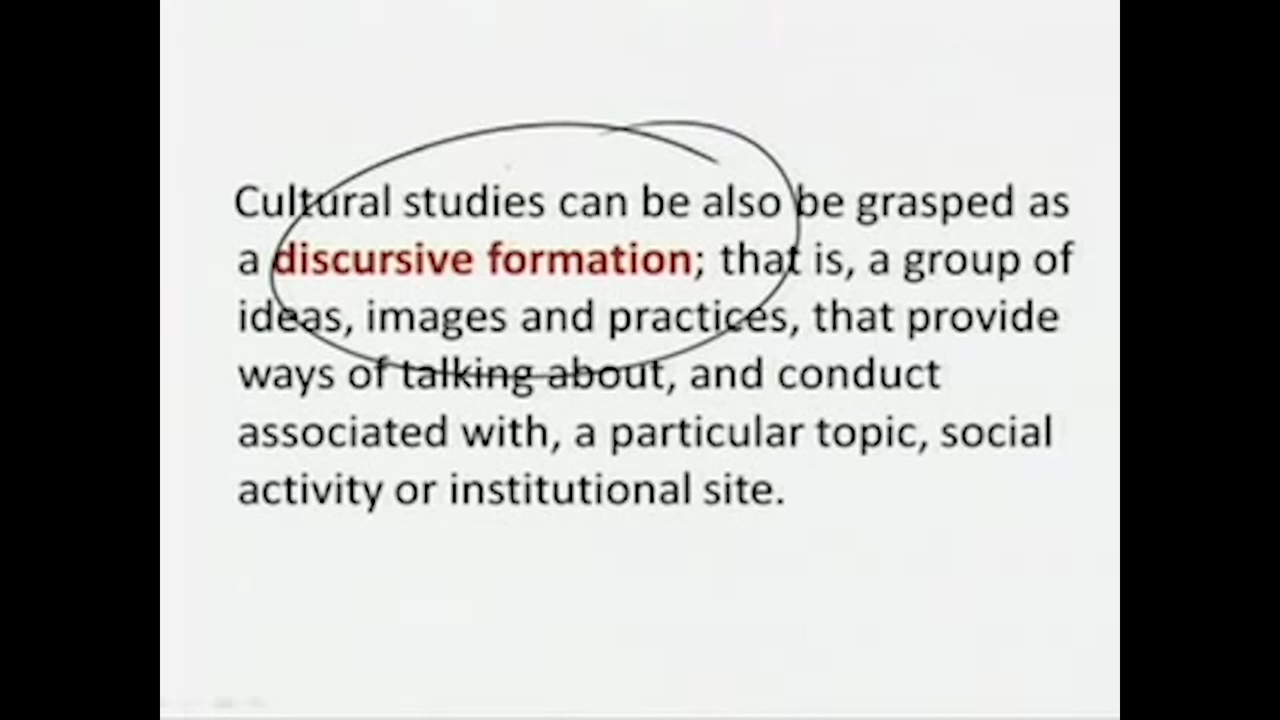 Cultural studies can be also be grasped as
a discursive formation; that is, a group of
ideas, images and practices, that provide
ways of talking about, and conduct
associated with, a particular topic, social
activity or institutional site.